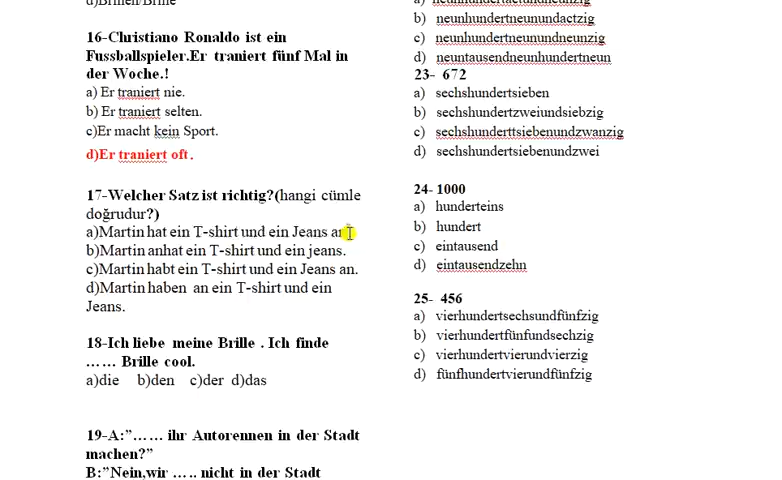 d)Brillen/Brille
16-Christiano Ronaldo ist ein
Fussballspieler.Er traniert fünf Mal in
der Woche.!
a) Er traniert nie.
b) Er traniert selten.
c)Er macht kein Sport.
d)Er traniert oft.
17-Welcher Satz ist richtig?(hangi cümle
doğrudur?)
a)Martin hat ein T-shirt und ein Jeans an.
b)Martin anhat ein T-shirt und ein jeans.
c)Martin habt ein T-shirt und ein Jeans an.
d)Martin haben an ein T-shirt und ein
Jeans.
18-Ich liebe meine Brille . Ich finde
…… Brille cool.
a)die b)den c)der d)das
19-A:”…… ihr Autorennen in der Stadt
machen?”
B:”Nein,wir ….. nicht in der Stadt
b) neunhundertneunundactzig
c) neunhundertneunundneunzig
d) neuntausendneunhundertneun
23- 672
a) sechshundertsieben
b) sechshundertzweiundsiebzig
c) sechshunderttsiebenundzwanzig
d) sechshundertsiebenundzwei
24- 1000
a) hunderteins
b) hundert
c) eintausend
d) eintausendzehn
25- 456
a) vierhundertsechsundfünfzig
b) vierhundertfünfundsechzig
c) vierhundertvierundvierzig
d) fünfhundertvierundfünfzig